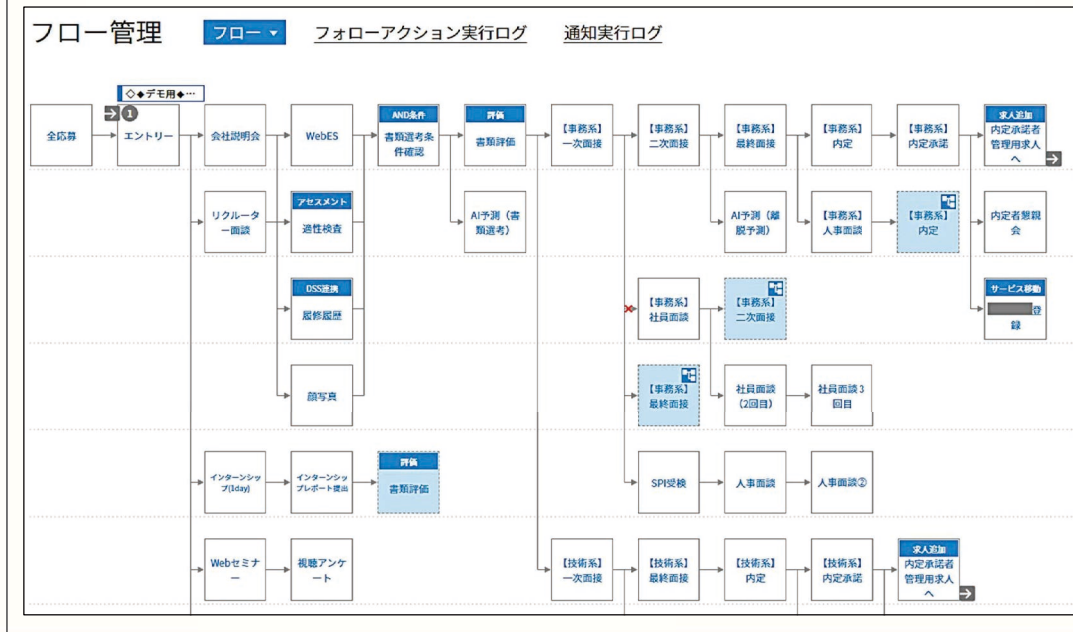 フロー管理
フロー
フォローアクション実行ログ
通知実行ログ
◇◆デモ用◆…
1
全応募
エントリー
会社説明会
WebES
AND条件
書類選考条
件確認
評価
書類評価
【事務系】
一次面接
【事務系】
二次面接
【事務系】
最終面接
【事務系】
内定
【事務系】
内定承諾
求人追加
内定承諾者
管理用求人
へ
リクルータ
ー面談
アセスメント
適性検査
AI予測（書
類選考）
AI予測（離
脱予測）
【事務系】
人事面談
【事務系】
内定
内定者懇親
会
DSS連携
履修履歴
【事務系】
社員面談
【事務系】
二次面接
サービス移動
登
録
顔写真
【事務系】
最終面接
社員面談
(2回目)
社員面談3
回目
インターンシッ
プ(1day)
インターンシッ
プレポート提出
評価
書類評価
SPI受検
人事面談
人事面談②
Webセミナ
ー
視聴アンケ
ート
【技術系】
一次面接
【技術系】
最終面接
【技術系】
内定
【技術系】
内定承諾
求人追加
内定承諾者
管理用求人
へ